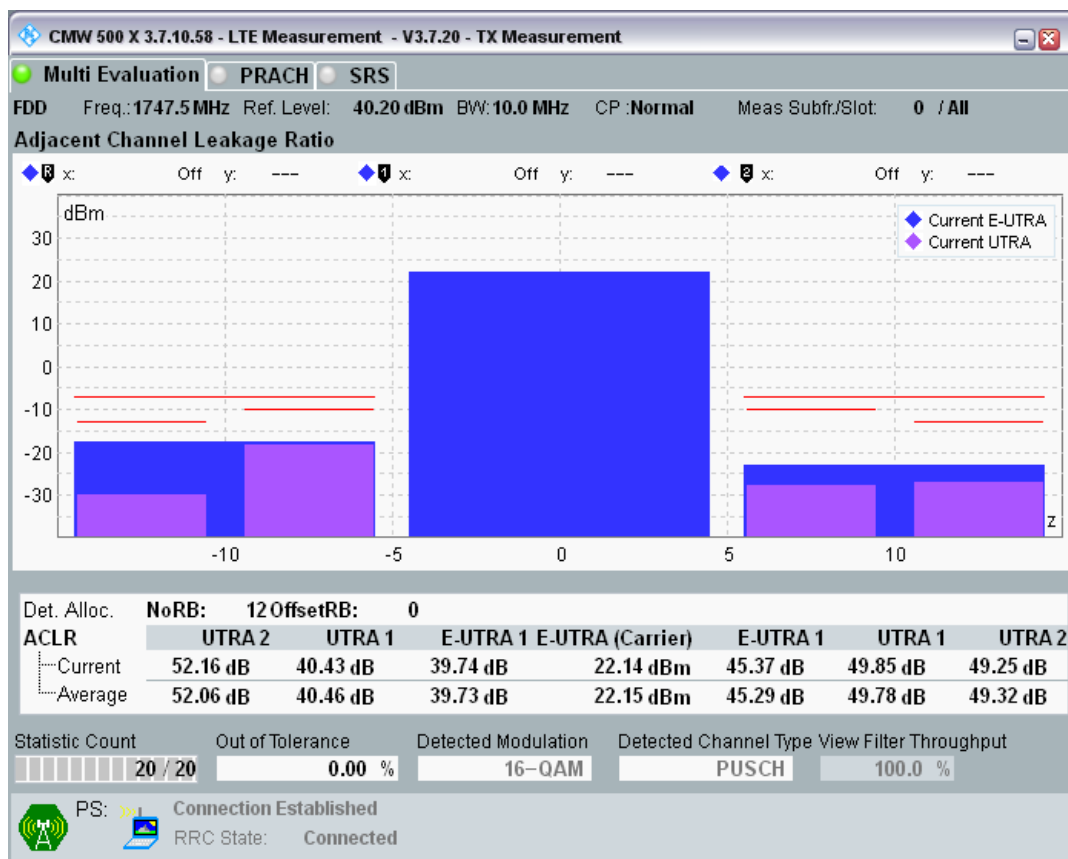 CMW 500 X 3.7.10.58 - LTE Measurement - V3.7.20 - TX Measurement
Multi Evaluation PRACH SRS
FDD Freq.: 1747.5 MHz Ref. Level: 40.20 dBm BW: 10.0 MHz CP :Normal Meas Subfr./Slot: 0 / All
Adjacent Channel Leakage Ratio
R x: Off y: --- 1 x: Off y: --- 2 x: Off y: ---
dBm
Current E-UTRA
Current UTRA
30
20
10
0
-10
-20
-30
z
-10 -5 0 5 10
Det. Alloc. NoRB: 12 OffsetRB: 0
ACLR UTRA 2 UTRA 1 E-UTRA 1 E-UTRA (Carrier) E-UTRA 1 UTRA 1 UTRA 2
Current 52.16 dB 40.43 dB 39.74 dB 22.14 dBm 45.37 dB 49.85 dB 49.25 dB
Average 52.06 dB 40.46 dB 39.73 dB 22.15 dBm 45.29 dB 49.78 dB 49.32 dB
Statistic Count Out of Tolerance Detected Modulation Detected Channel Type View Filter Throughput
20 / 20 0.00 % 16-QAM PUSCH 100.0 %
PS: Connection Established
RRC State: Connected